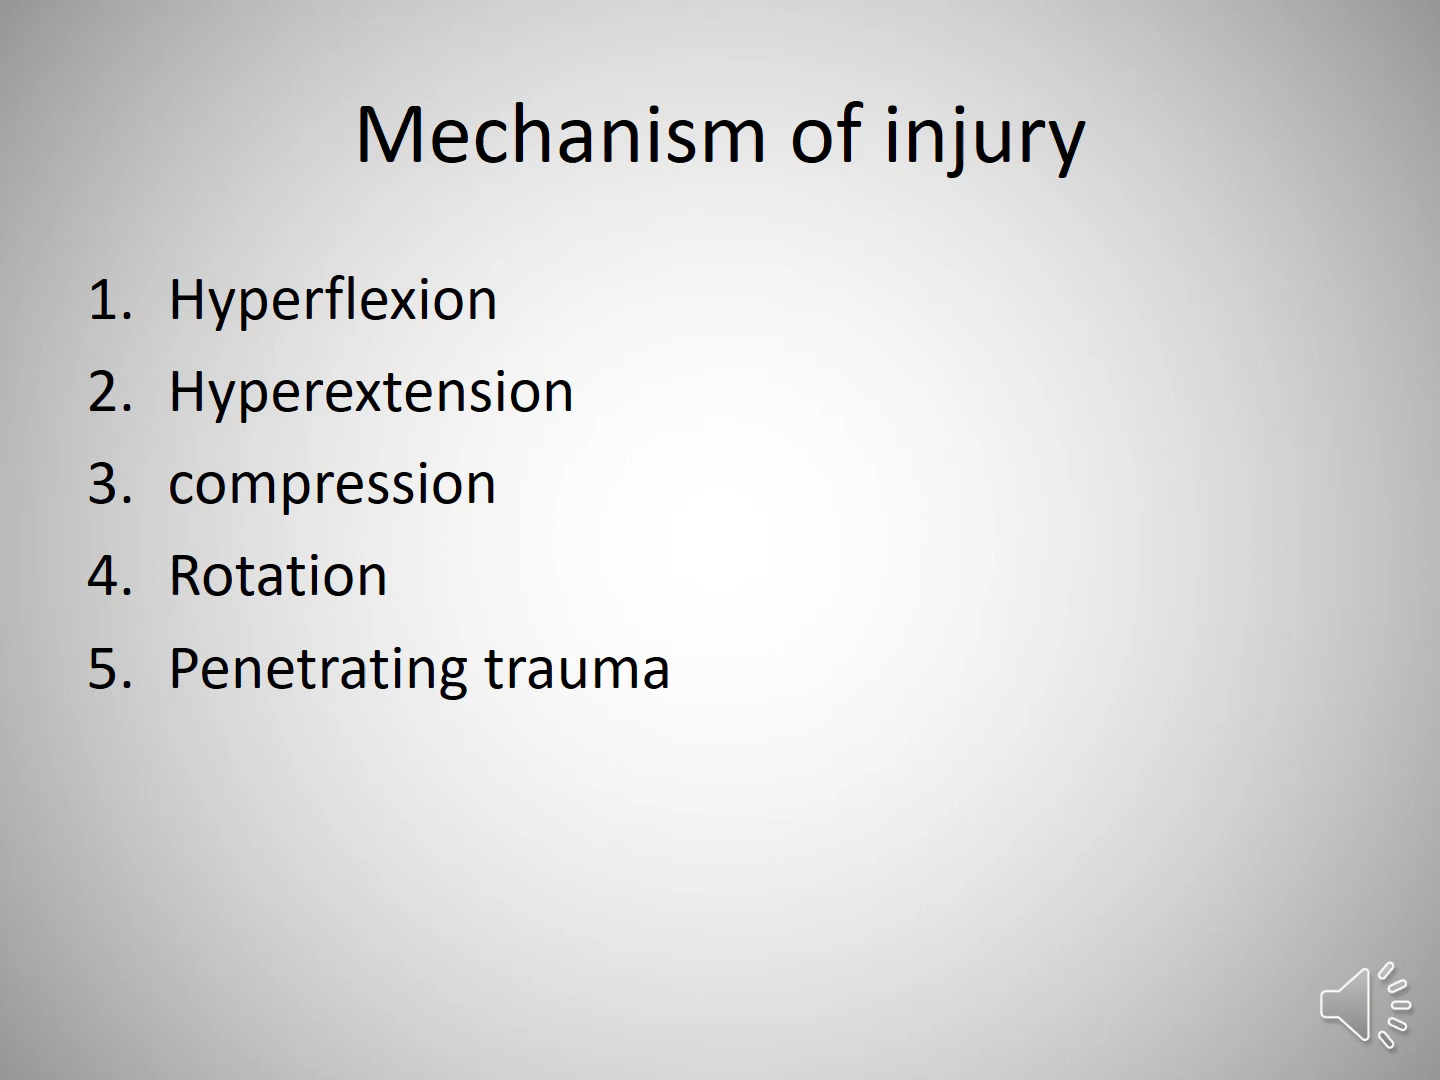 Mechanism of injury
1. Hyperflexion
2. Hyperextension
3. compression
4. Rotation
5. Penetrating trauma